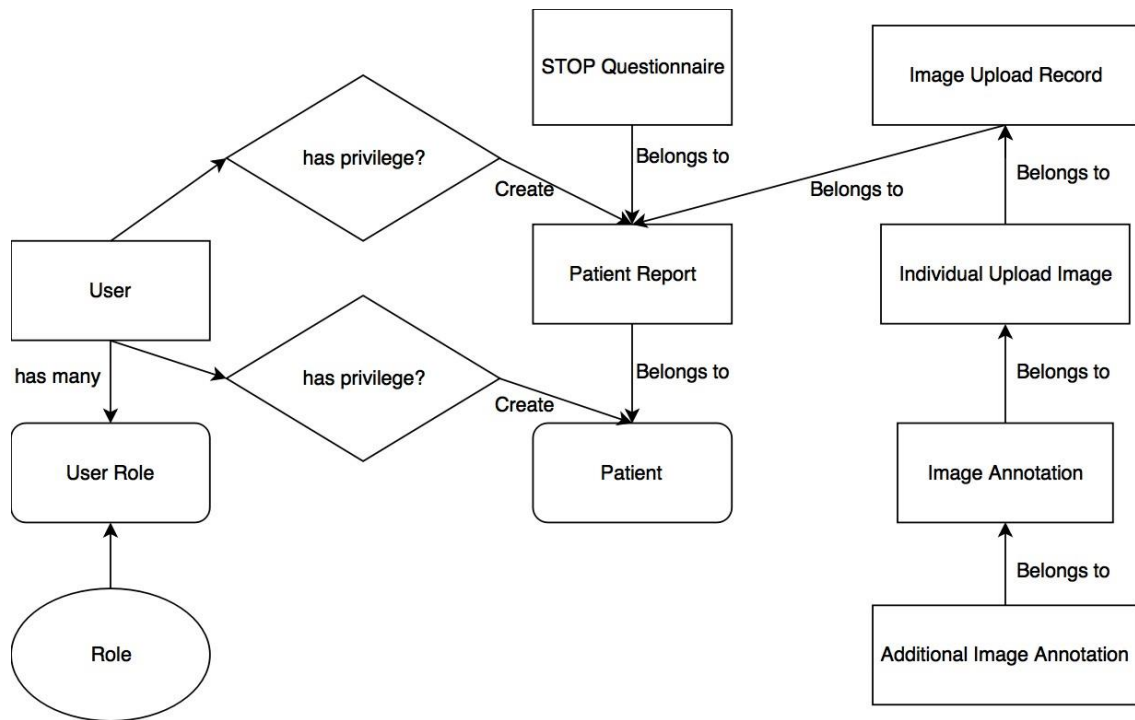 STOP Questionnaire
Image Upload Record
has privilege?
Belongs to
Belongs to
Belongs to
Create
User
Patient Report
Individual Upload Image
has many
has privilege?
Belongs to
Belongs to
Create
User Role
Patient
Image Annotation
Belongs to
Role
Additional Image Annotation